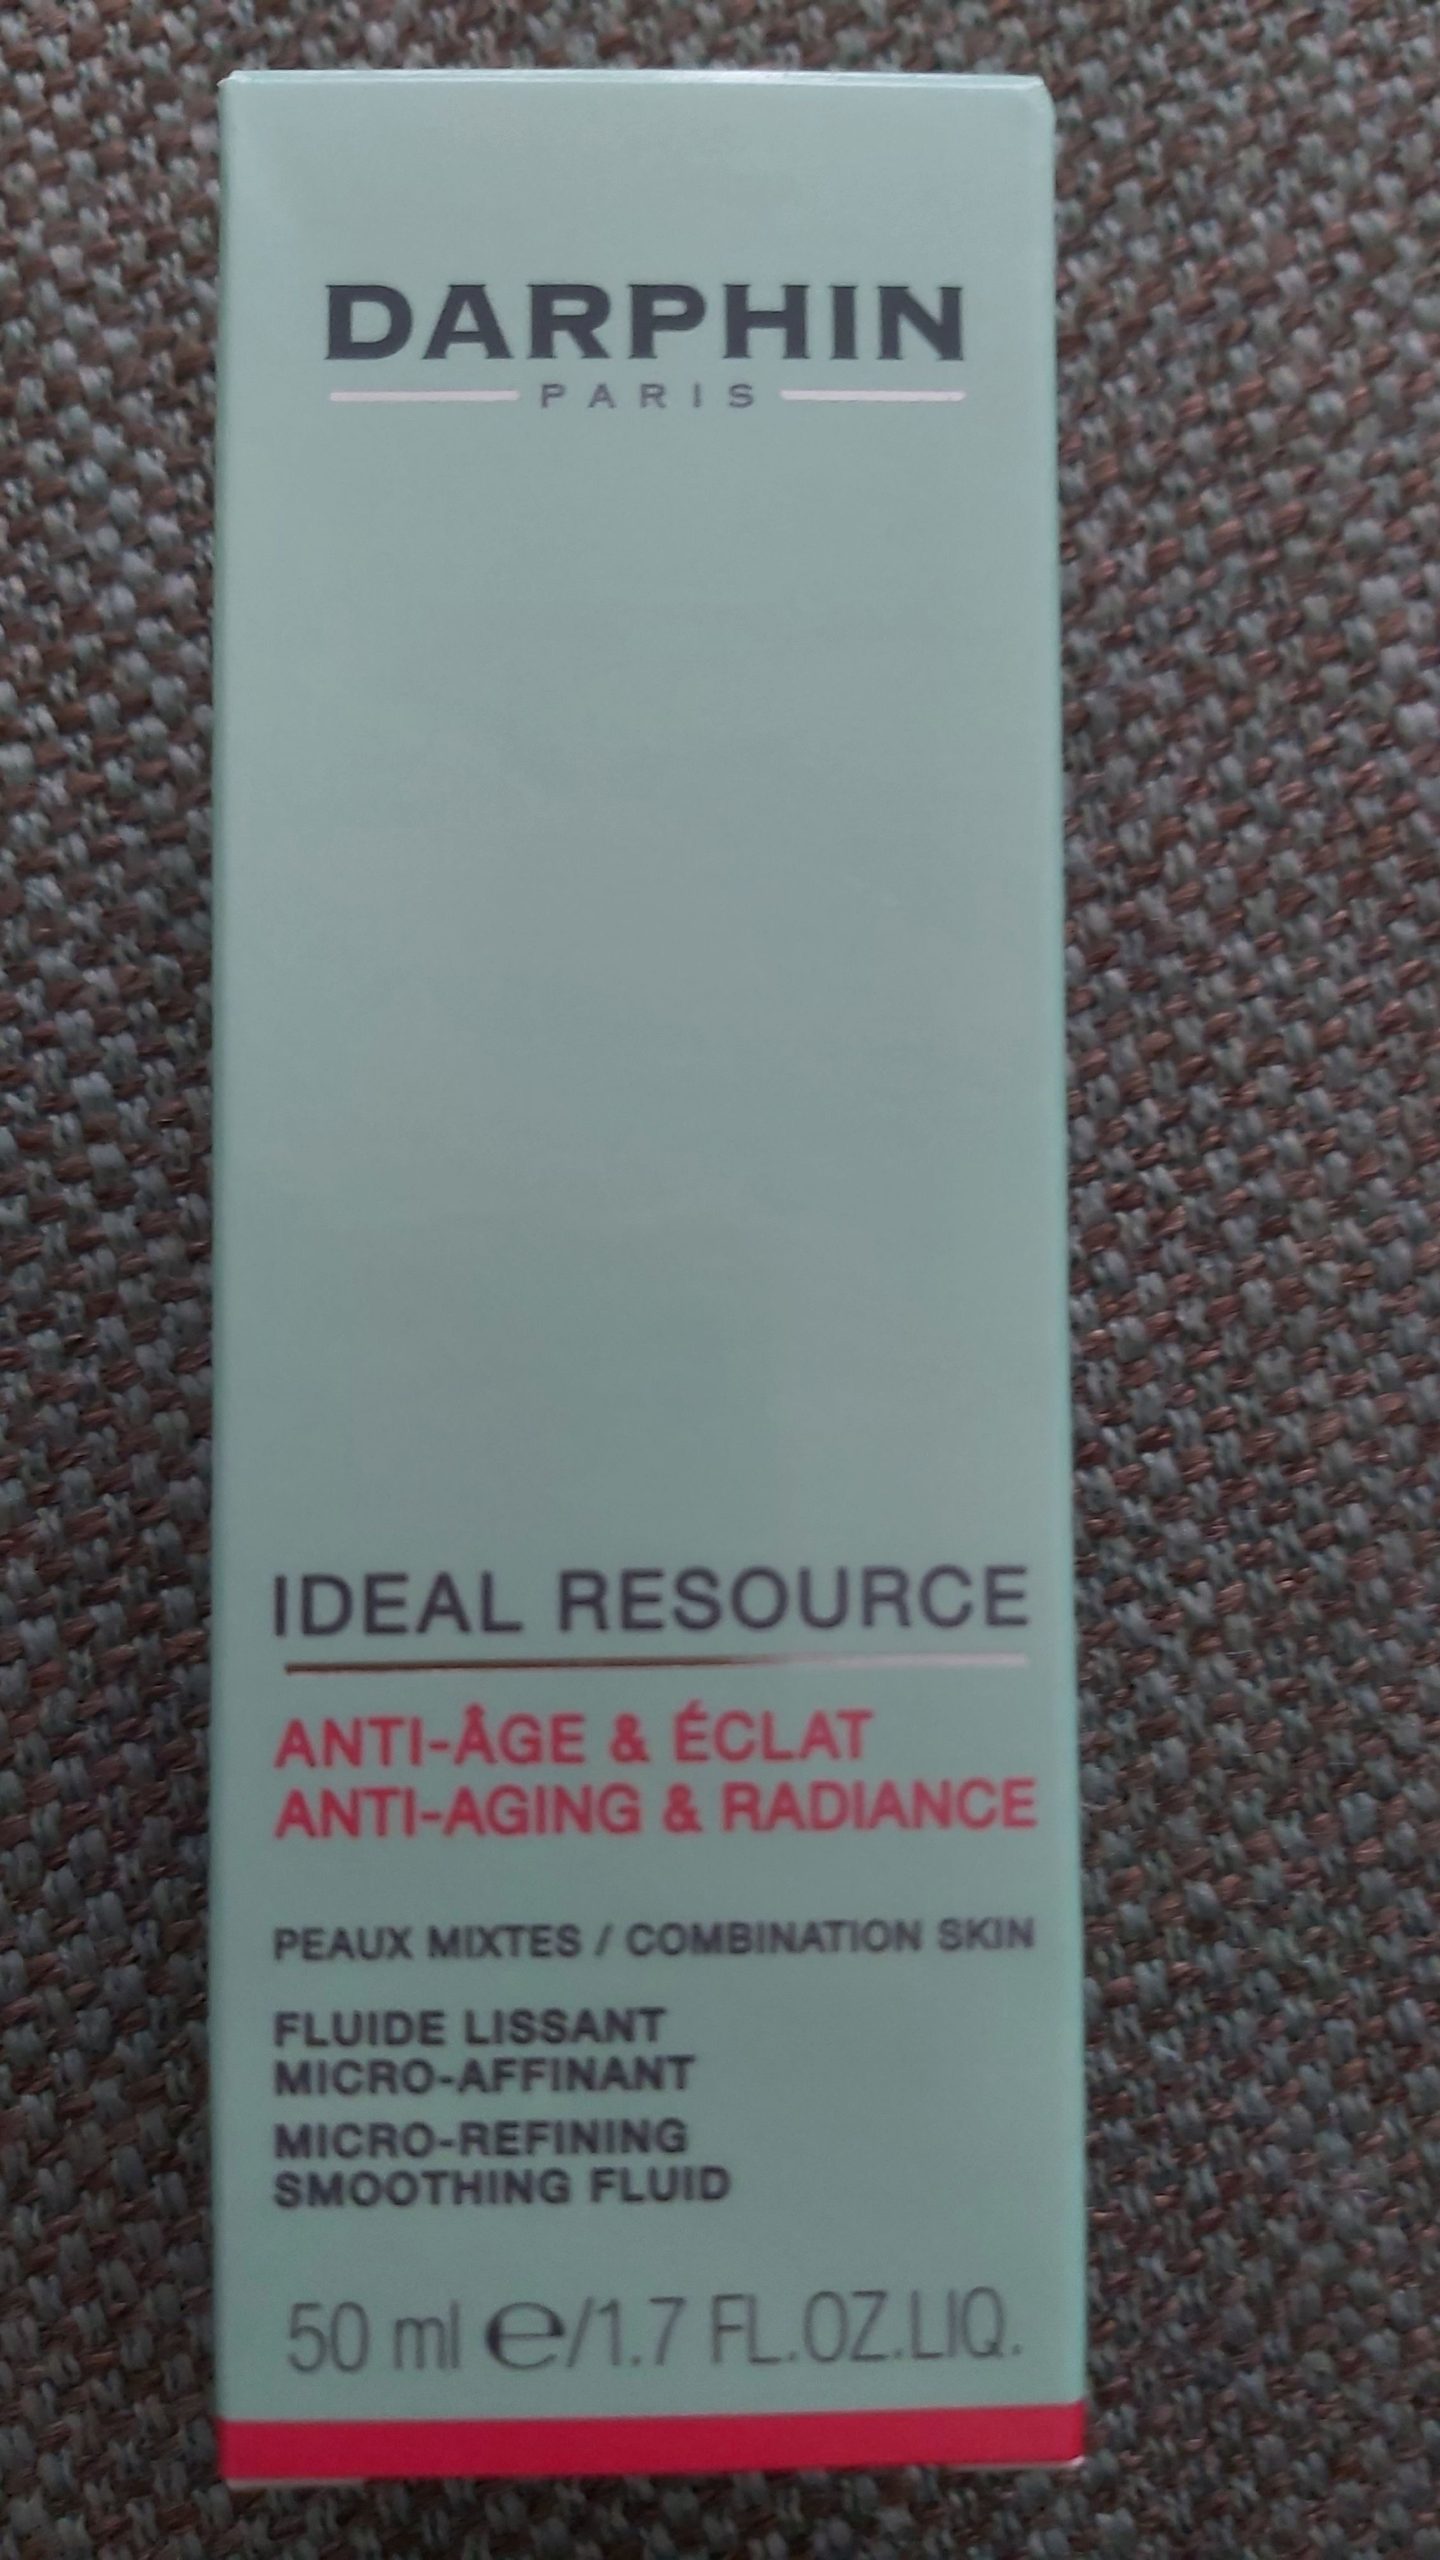 DARPHIN
PARIS
IDEAL RESOURCE
ANTI-ÂGE & ÉCLAT
ANTI-AGING & RADIANCE
PEAUX MIXTES / COMBINATION SKIN
FLUIDE LISSANT
MICRO-AFFINANT
MICRO-REFINING
SMOOTHING FLUID
50 ml ℮/1.7 FL.OZ.LIQ.